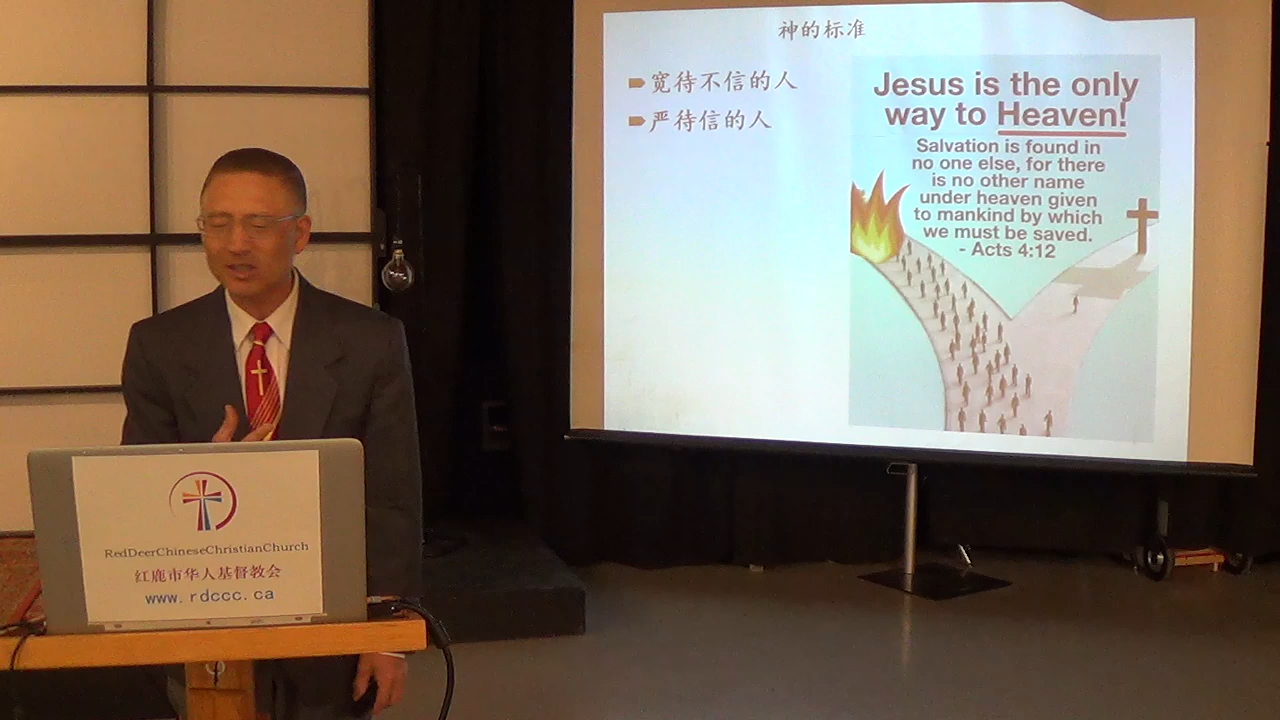 神的标准
宽待不信的人
严待信的人
Jesus is the only
way to Heaven!
Salvation is found in
no one else, for there
is no other name
under heaven given
to mankind by which
we must be saved.
- Acts 4:12
RedDeerChineseChristianChurch
红鹿市华人基督教会
www.rdccc.ca